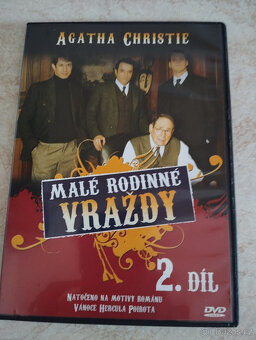 AGATHA CHRISTIE
MALÉ RODINNÉ
VRAŽDY
2. DÍL
NATOČENO NA MOTIVY ROMÁNU
VÁNOCE HERCULA POIROTA
DVD